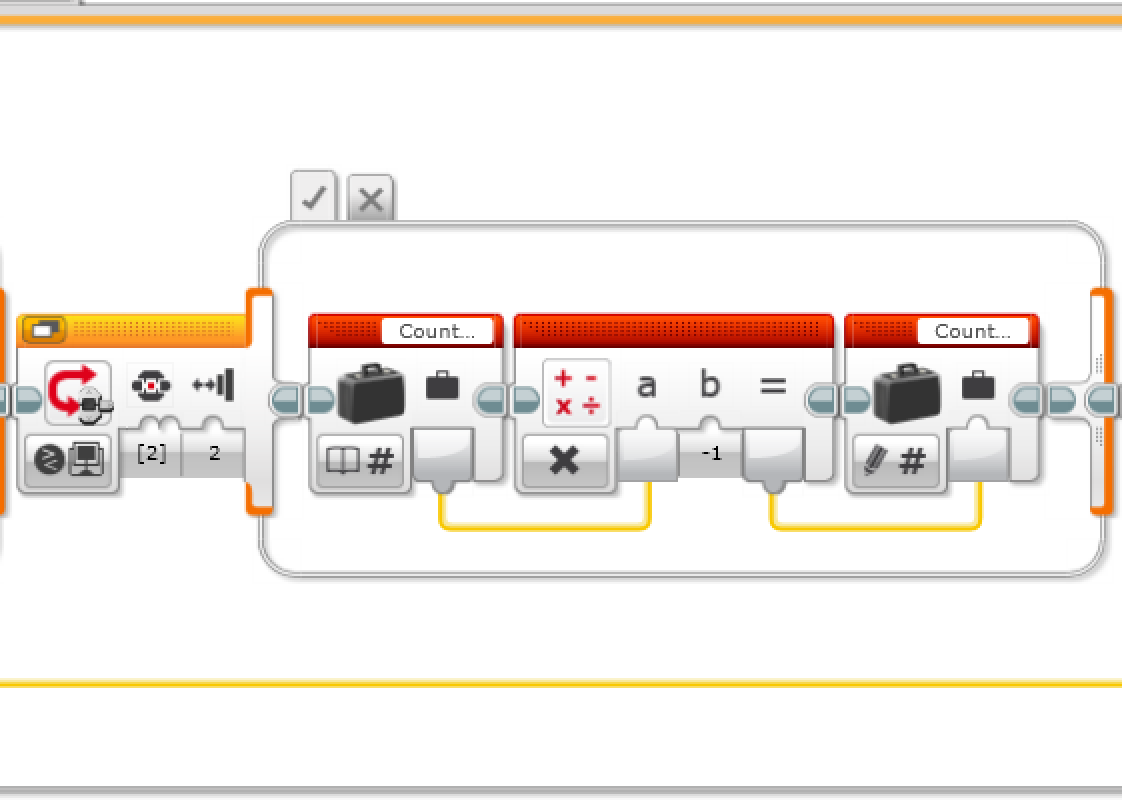 Count...
Count...
a
b
=
+ -
x ÷
[2]
2
#
-1
#